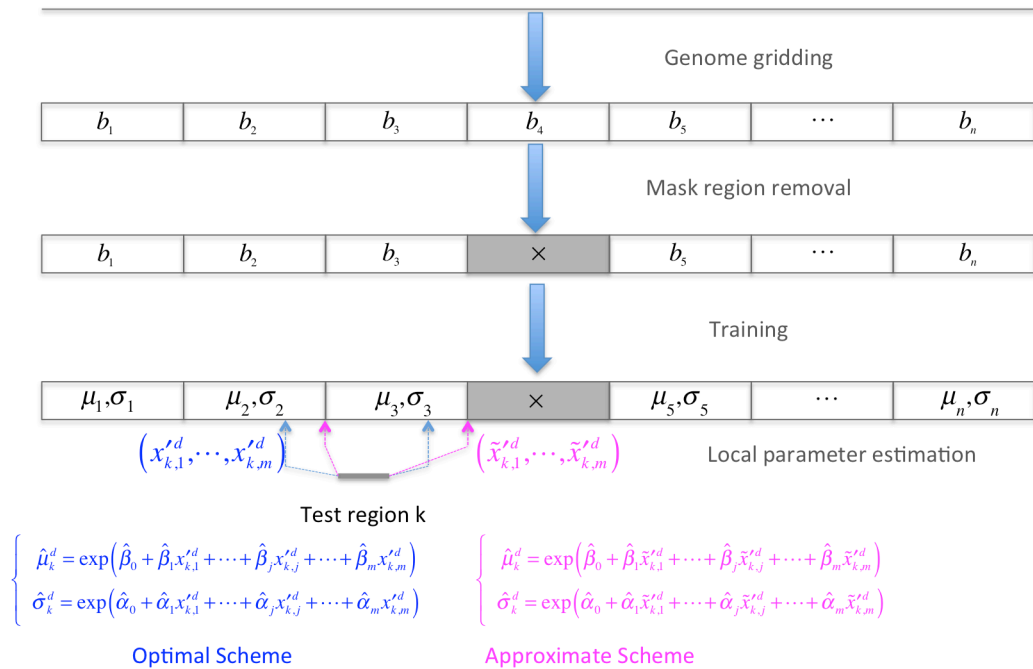 Genome gridding
b₁ b₂ b₃ b₄ b₅ ⋯ bₙ
Mask region removal
b₁ b₂ b₃ × b₅ ⋯ bₙ
Training
μ₁,σ₁ μ₂,σ₂ μ₃,σ₃ × μ₅,σ₅ ⋯ μₙ,σₙ
(x′ᵈₖ,₁,⋯,x′ᵈₖ,ₘ) (x̃′ᵈₖ,₁,⋯,x̃′ᵈₖ,ₘ) Local parameter estimation
Test region k
μ̂ₖᵈ = exp(β̂₀ + β̂₁x′ᵈₖ,₁ + ⋯ + β̂ⱼx′ᵈₖ,ⱼ + ⋯ + β̂ₘx′ᵈₖ,ₘ)
σ̂ₖᵈ = exp(α̂₀ + α̂₁x′ᵈₖ,₁ + ⋯ + α̂ⱼx′ᵈₖ,ⱼ + ⋯ + α̂ₘx′ᵈₖ,ₘ)
Optimal Scheme
μ̂ₖᵈ = exp(β̂₀ + β̂₁x̃′ᵈₖ,₁ + ⋯ + β̂ⱼx̃′ᵈₖ,ⱼ + ⋯ + β̂ₘx̃′ᵈₖ,ₘ)
σ̂ₖᵈ = exp(α̂₀ + α̂₁x̃′ᵈₖ,₁ + ⋯ + α̂ⱼx̃′ᵈₖ,ⱼ + ⋯ + α̂ₘx̃′ᵈₖ,ₘ)
Approximate Scheme